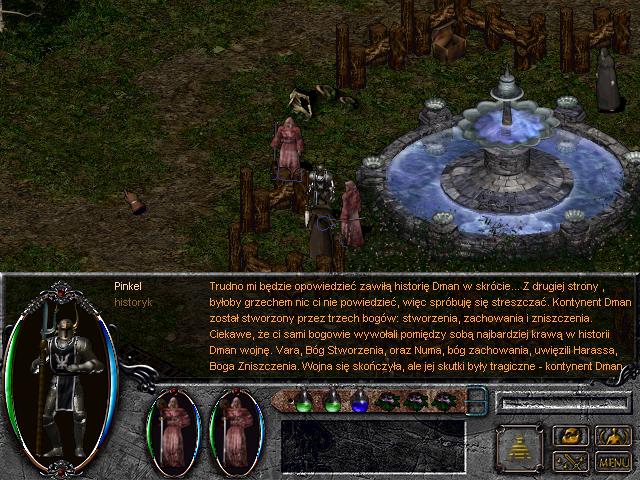 Pinkel
historyk
Trudno mi będzie opowiedzieć zawiłą historię Dman w skrócie... Z drugiej strony ,
byłoby grzechem nic ci nie powiedzieć, więc spróbuję się streszczać. Kontynent Dman
został stworzony przez trzech bogów: stworzenia, zachowania i zniszczenia.
Ciekawe, że ci sami bogowie wywołali pomiędzy sobą najbardziej krawą w historii
Dman wojnę. Vara, Bóg Stworzenia, oraz Numa, bóg zachowania, uwięzili Harassa,
Boga Zniszczenia. Wojna się skończyła, ale jej skutki były tragiczne - kontynent Dman
MENU